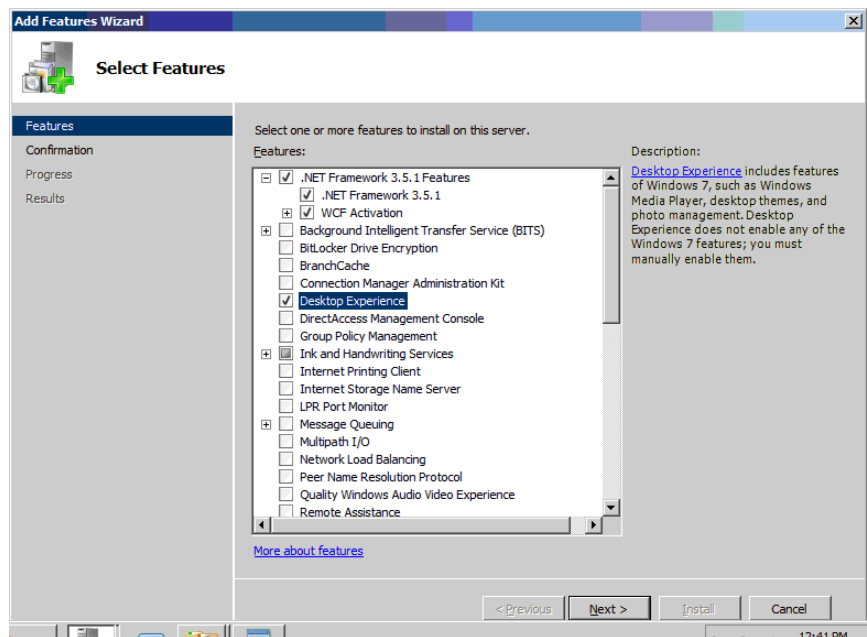 Add Features Wizard
Select Features
Features
Confirmation
Progress
Results
Select one or more features to install on this server.
Features:
.NET Framework 3.5.1 Features
.NET Framework 3.5.1
WCF Activation
Background Intelligent Transfer Service (BITS)
BitLocker Drive Encryption
BranchCache
Connection Manager Administration Kit
Desktop Experience
DirectAccess Management Console
Group Policy Management
Ink and Handwriting Services
Internet Printing Client
Internet Storage Name Server
LPR Port Monitor
Message Queuing
Multipath I/O
Network Load Balancing
Peer Name Resolution Protocol
Quality Windows Audio Video Experience
Remote Assistance
More about features
Description:
Desktop Experience includes features
of Windows 7, such as Windows
Media Player, desktop themes, and
photo management. Desktop
Experience does not enable any of the
Windows 7 features; you must
manually enable them.
< Previous
Next >
Install
Cancel
12:41 PM